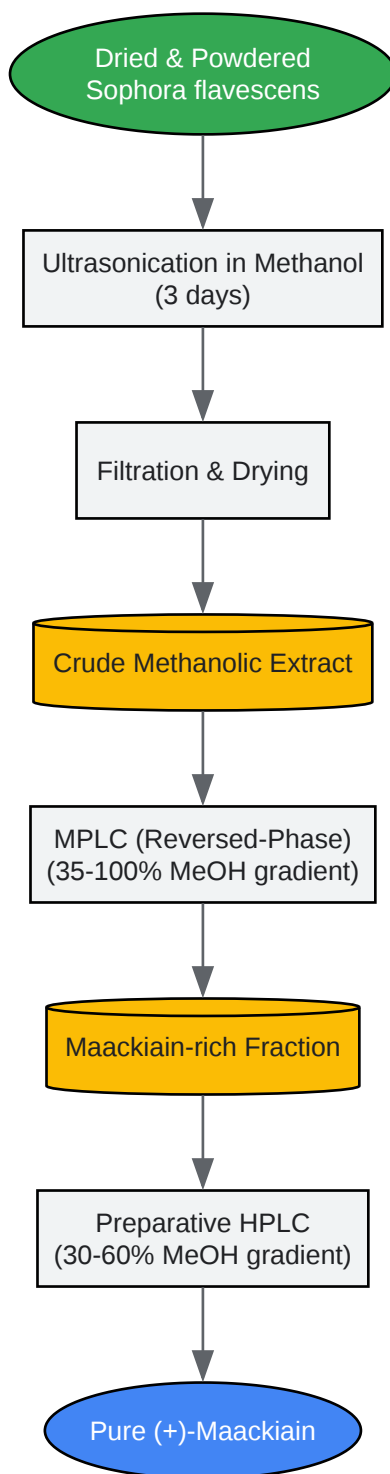 Dried & Powdered
Sophora flavescens
Ultrasonication in Methanol
(3 days)
Filtration & Drying
Crude Methanolic Extract
MPLC (Reversed-Phase)
(35-100% MeOH gradient)
Maackiain-rich Fraction
Preparative HPLC
(30-60% MeOH gradient)
Pure (+)-Maackiain